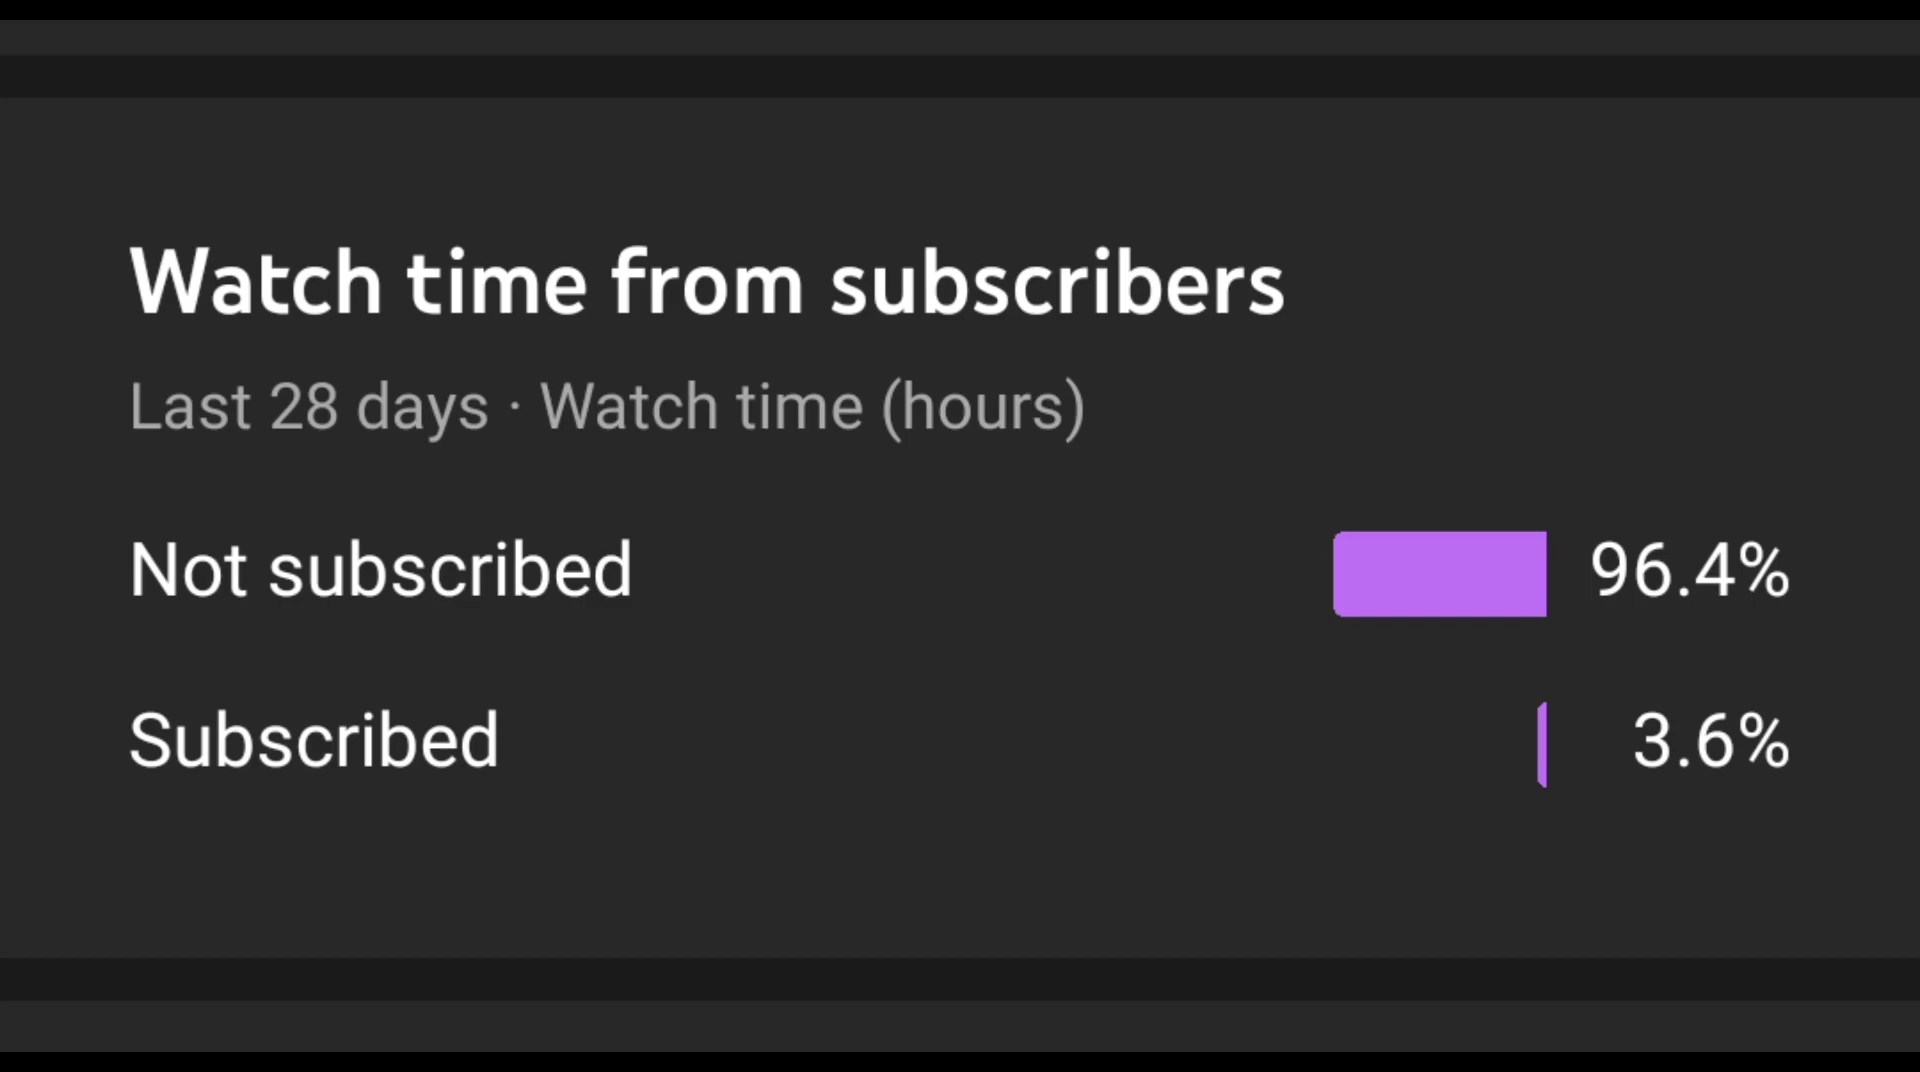 Watch time from subscribers
Last 28 days · Watch time (hours)
Not subscribed 96.4%
Subscribed 3.6%